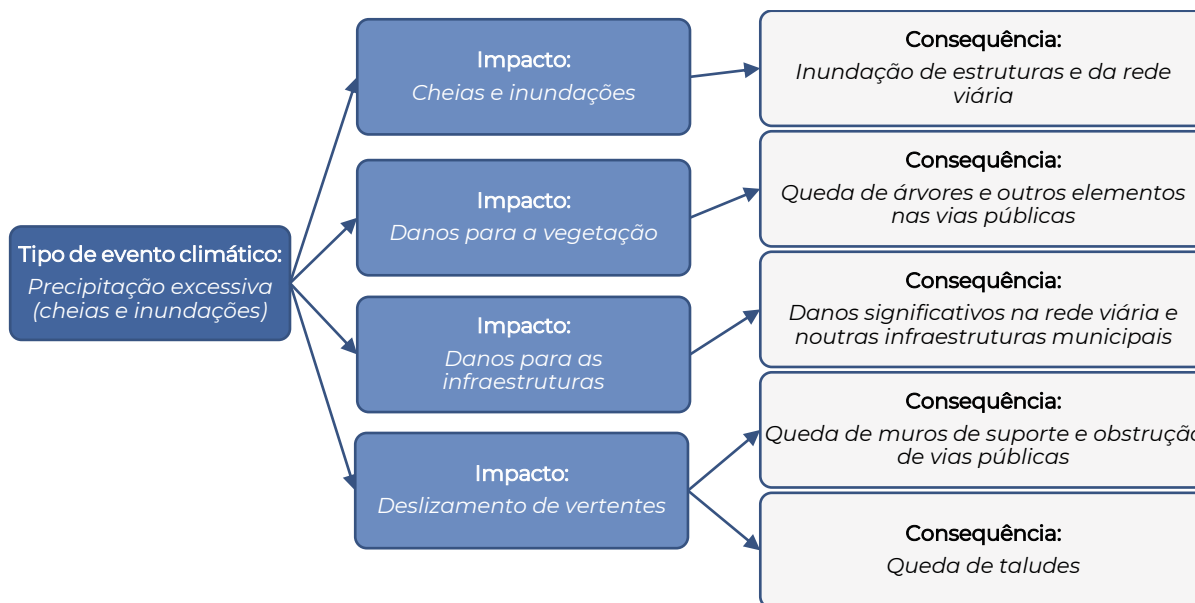 Tipo de evento climático:
Precipitação excessiva
(cheias e inundações)
Impacto:
Cheias e inundações
Impacto:
Danos para a vegetação
Impacto:
Danos para as
infraestruturas
Impacto:
Deslizamento de vertentes
Consequência:
Inundação de estruturas e da rede
viária
Consequência:
Queda de árvores e outros elementos
nas vias públicas
Consequência:
Danos significativos na rede viária e
noutras infraestruturas municipais
Consequência:
Queda de muros de suporte e obstrução
de vias públicas
Consequência:
Queda de taludes